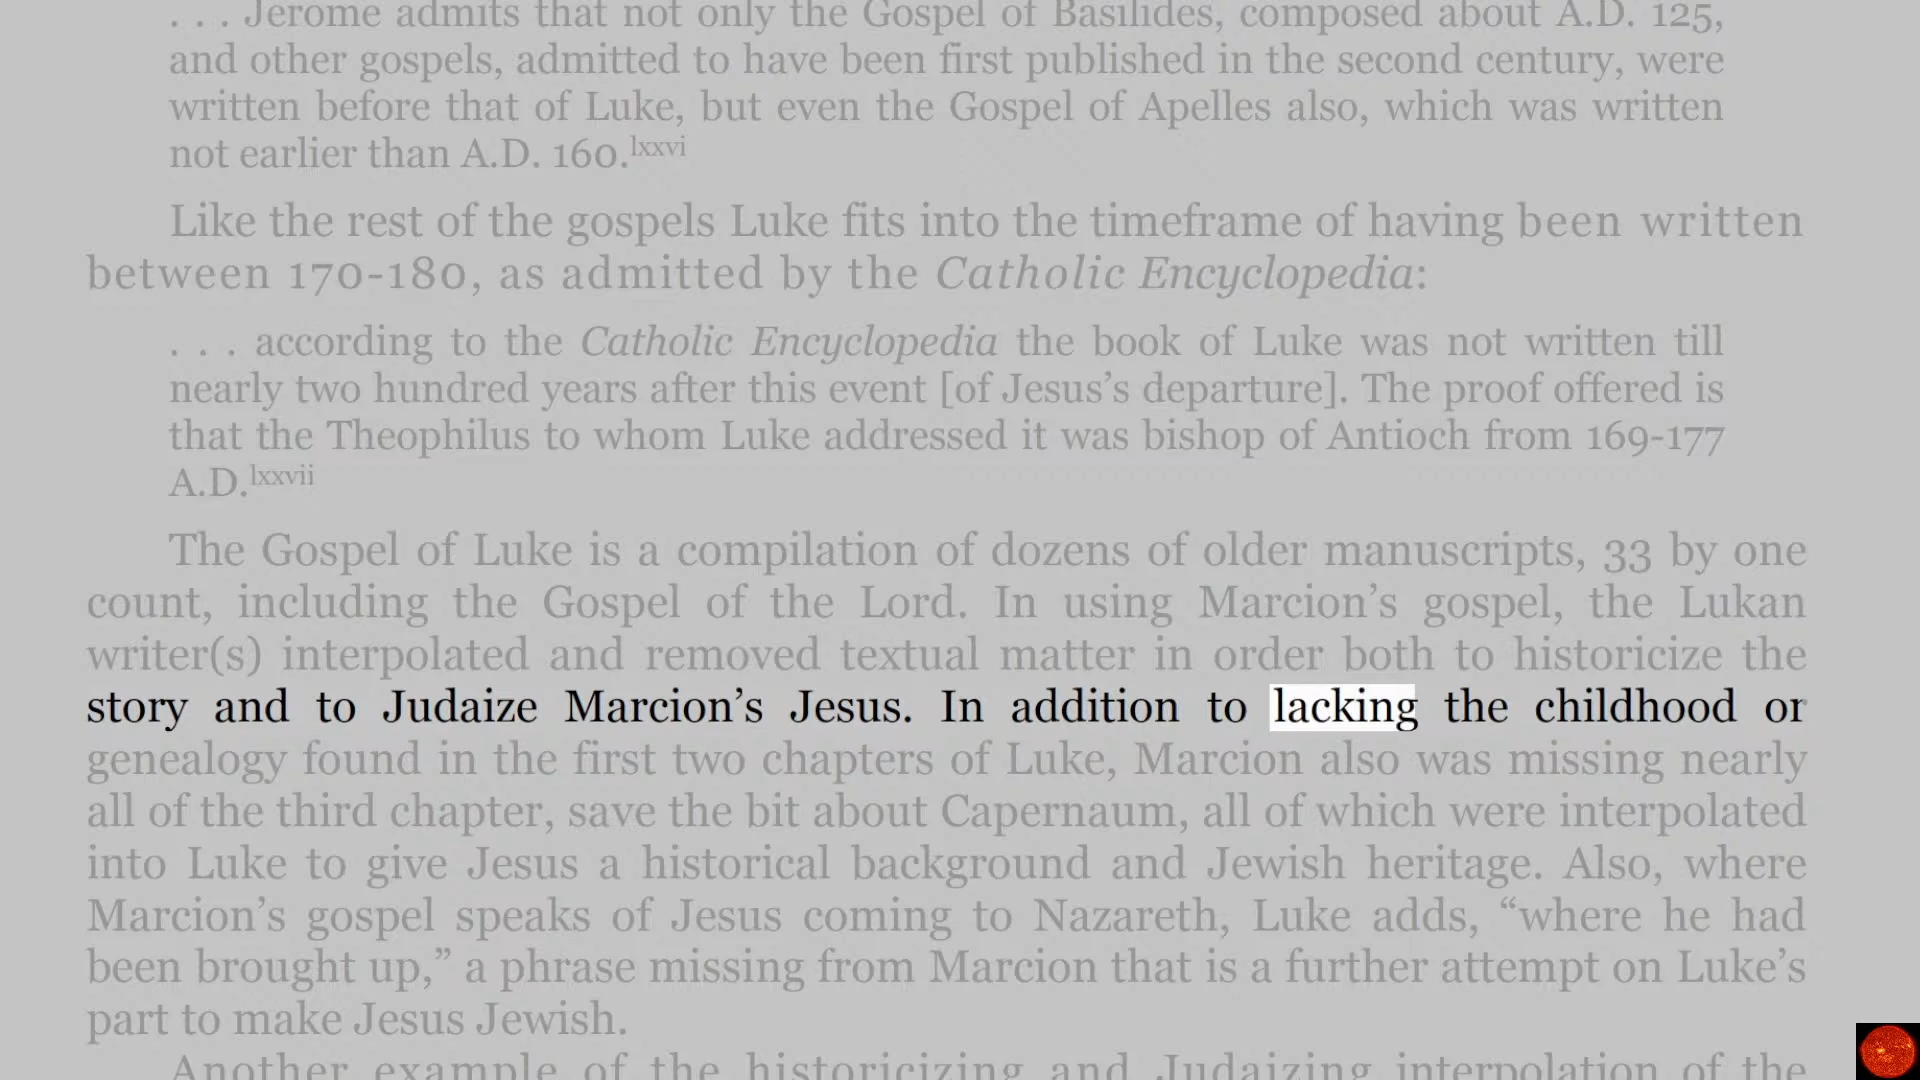 . . . Jerome admits that not only the Gospel of Basilides, composed about A.D. 125,
and other gospels, admitted to have been first published in the second century, were
written before that of Luke, but even the Gospel of Apelles also, which was written
not earlier than A.D. 160.lxxvi
Like the rest of the gospels Luke fits into the timeframe of having been written
between 170-180, as admitted by the Catholic Encyclopedia:
. . . according to the Catholic Encyclopedia the book of Luke was not written till
nearly two hundred years after this event [of Jesus’s departure]. The proof offered is
that the Theophilus to whom Luke addressed it was bishop of Antioch from 169-177
A.D.lxxvii
The Gospel of Luke is a compilation of dozens of older manuscripts, 33 by one
count, including the Gospel of the Lord. In using Marcion’s gospel, the Lukan
writer(s) interpolated and removed textual matter in order both to historicize the
story and to Judaize Marcion’s Jesus. In addition to lacking the childhood or
genealogy found in the first two chapters of Luke, Marcion also was missing nearly
all of the third chapter, save the bit about Capernaum, all of which were interpolated
into Luke to give Jesus a historical background and Jewish heritage. Also, where
Marcion’s gospel speaks of Jesus coming to Nazareth, Luke adds, “where he had
been brought up,” a phrase missing from Marcion that is a further attempt on Luke’s
part to make Jesus Jewish.
Another example of the historicizing and Judaizing interpolation of the